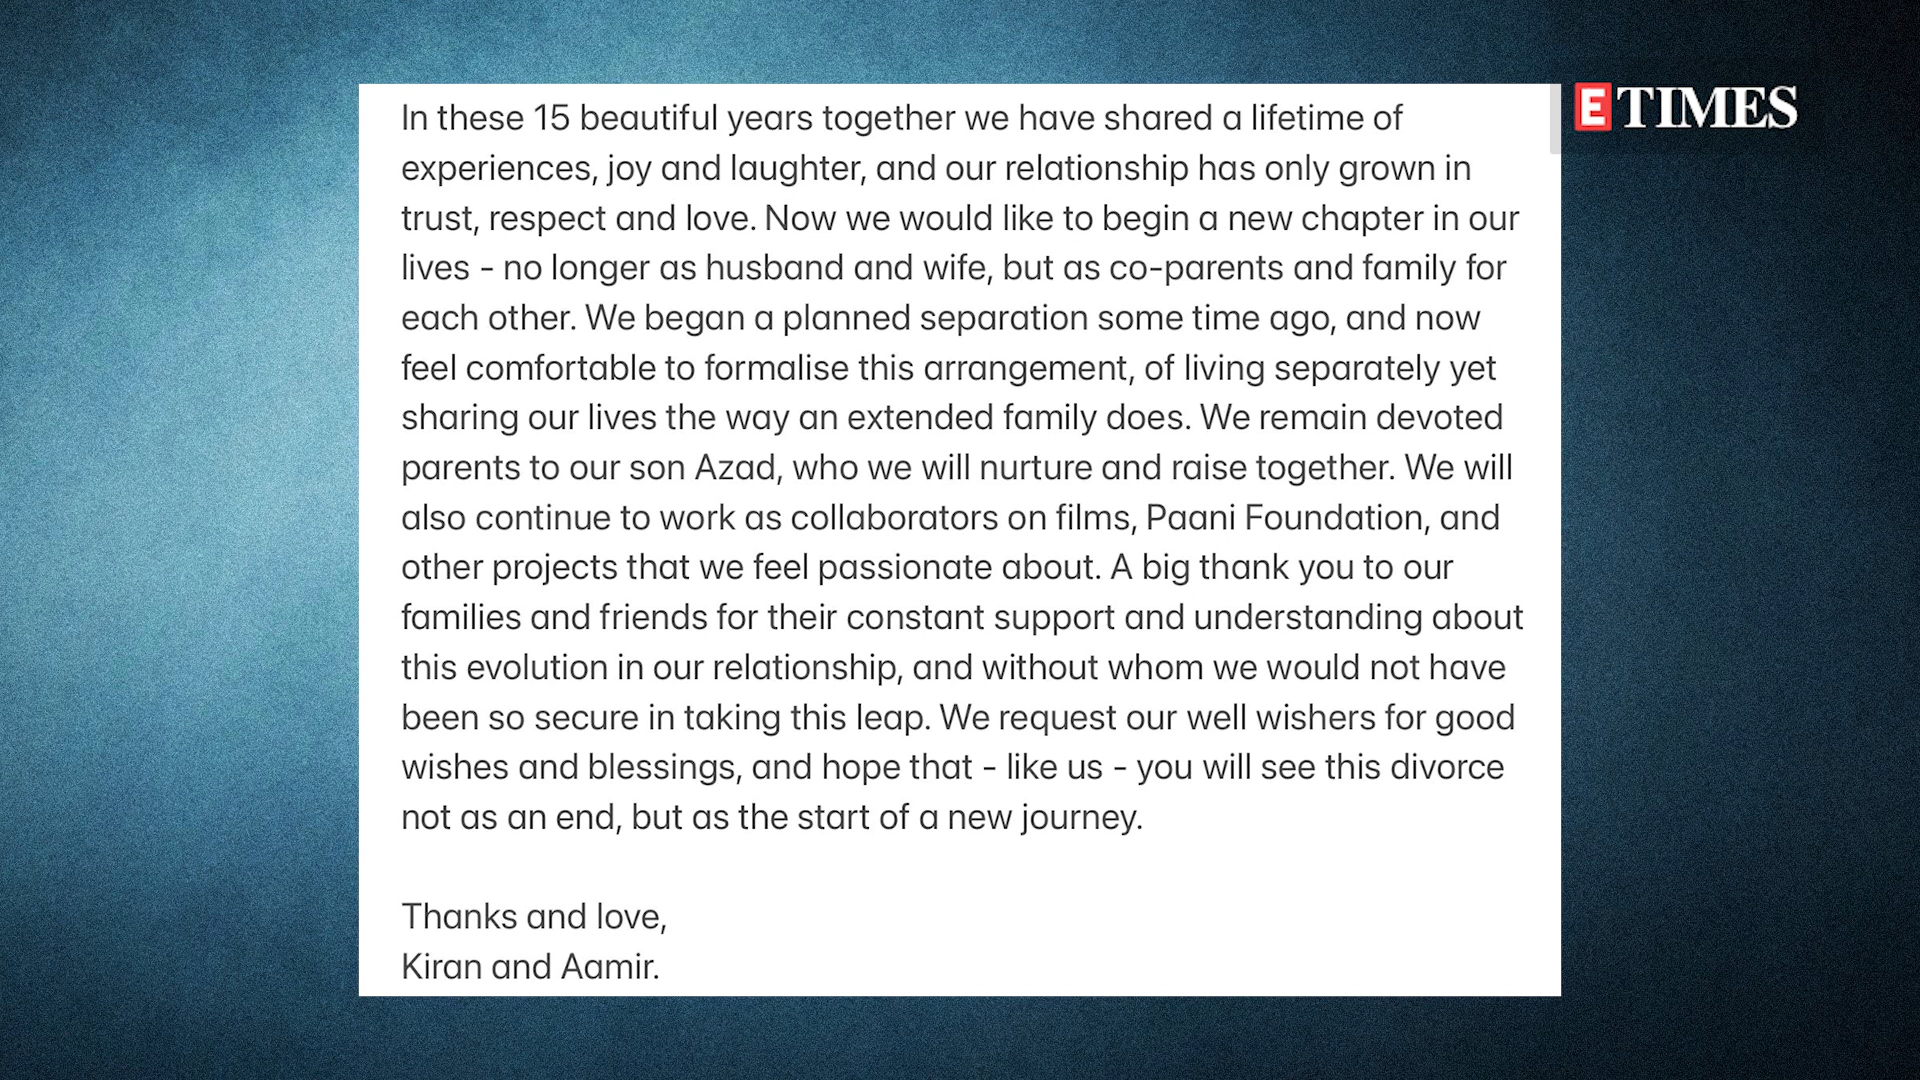 In these 15 beautiful years together we have shared a lifetime of
experiences, joy and laughter, and our relationship has only grown in
trust, respect and love. Now we would like to begin a new chapter in our
lives - no longer as husband and wife, but as co-parents and family for
each other. We began a planned separation some time ago, and now
feel comfortable to formalise this arrangement, of living separately yet
sharing our lives the way an extended family does. We remain devoted
parents to our son Azad, who we will nurture and raise together. We will
also continue to work as collaborators on films, Paani Foundation, and
other projects that we feel passionate about. A big thank you to our
families and friends for their constant support and understanding about
this evolution in our relationship, and without whom we would not have
been so secure in taking this leap. We request our well wishers for good
wishes and blessings, and hope that - like us - you will see this divorce
not as an end, but as the start of a new journey.
Thanks and love,
Kiran and Aamir.
E TIMES